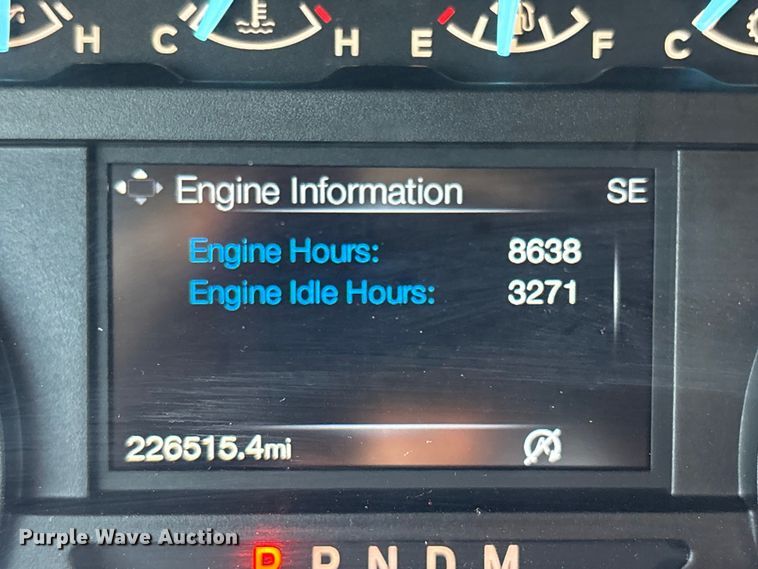 H C H E F C
Engine Information SE
Engine Hours: 8638
Engine Idle Hours: 3271
226515.4mi A
Purple Wave Auction
P R N D M